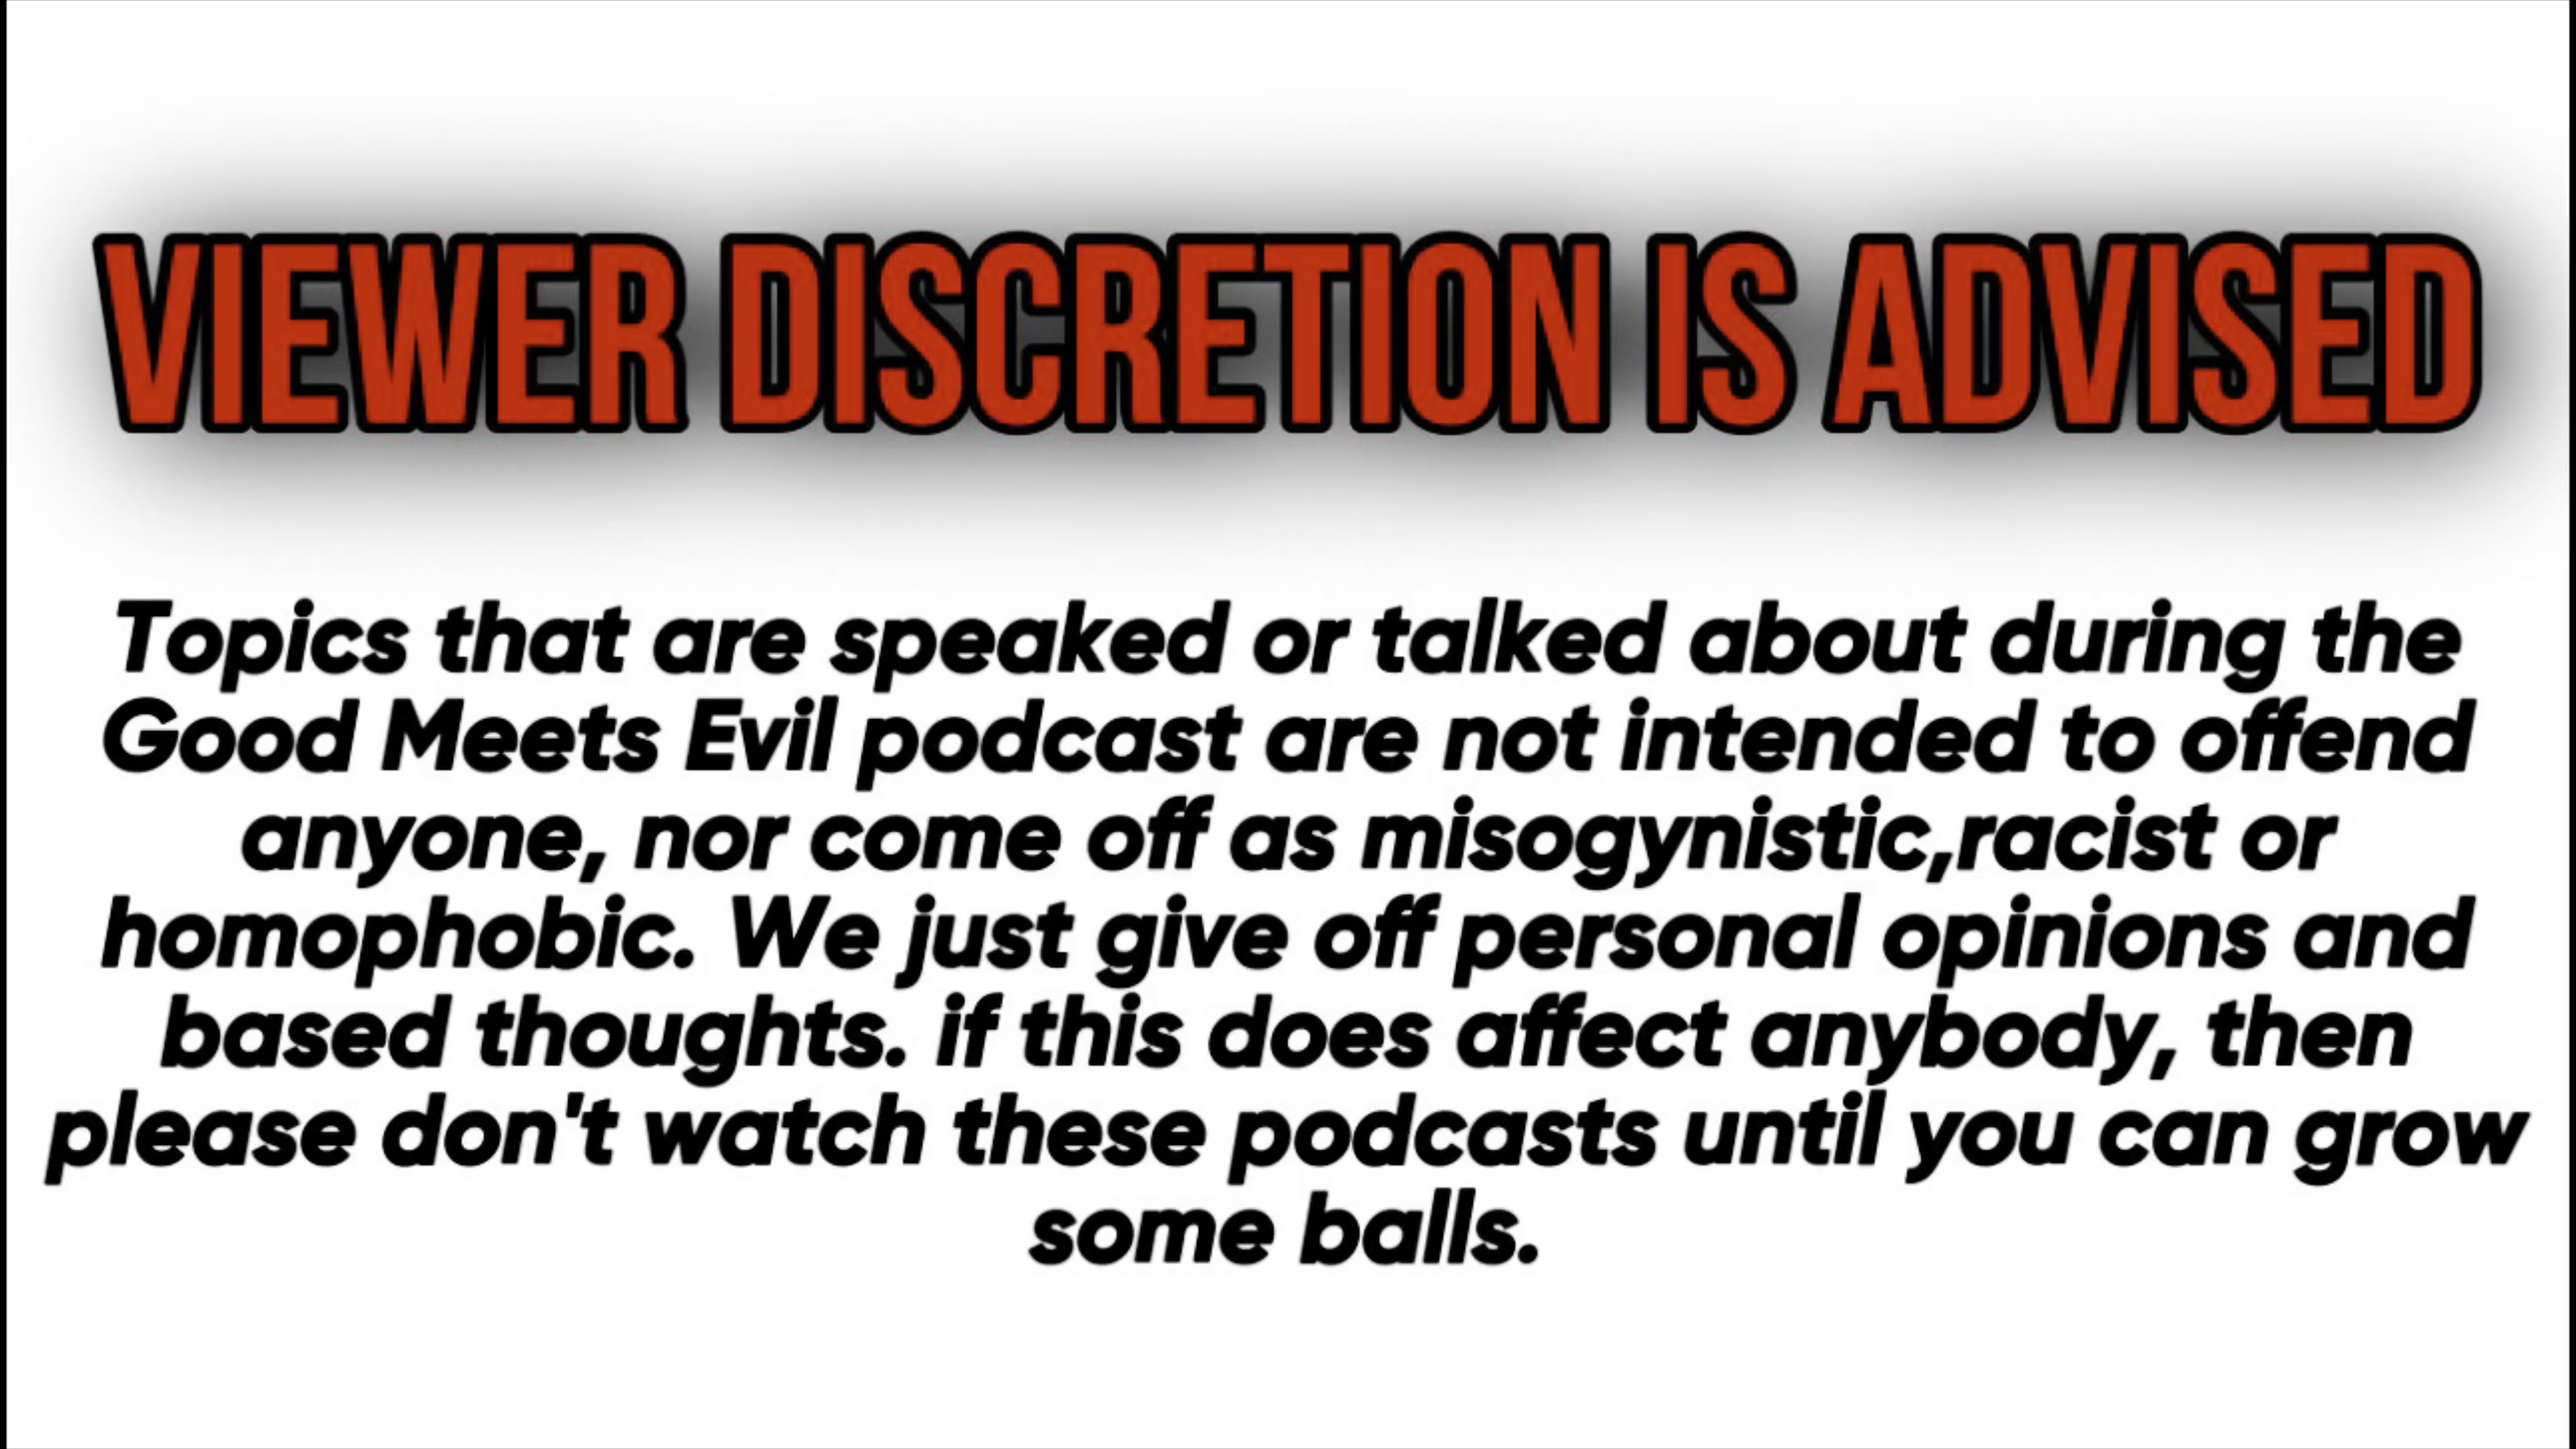 VIEWER DISCRETION IS ADVISED
Topics that are speaked or talked about during the
Good Meets Evil podcast are not intended to offend
anyone, nor come off as misogynistic,racist or
homophobic. We just give off personal opinions and
based thoughts. if this does affect anybody, then
please don't watch these podcasts until you can grow
some balls.